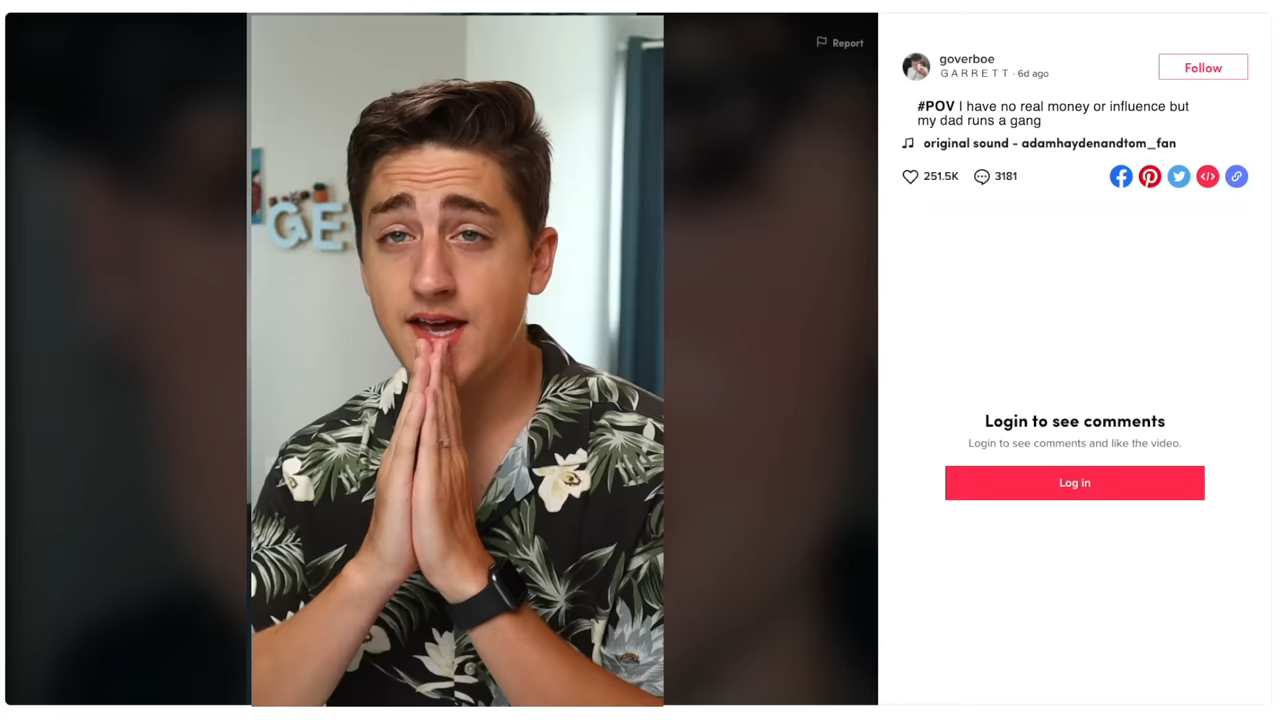 GE
Report
goverboe
GARRETT · 6d ago
Follow
#POV I have no real money or influence but
my dad runs a gang
original sound - adamhaydenandtom_fan
251.5K
3181
Login to see comments
Login to see comments and like the video.
Log in